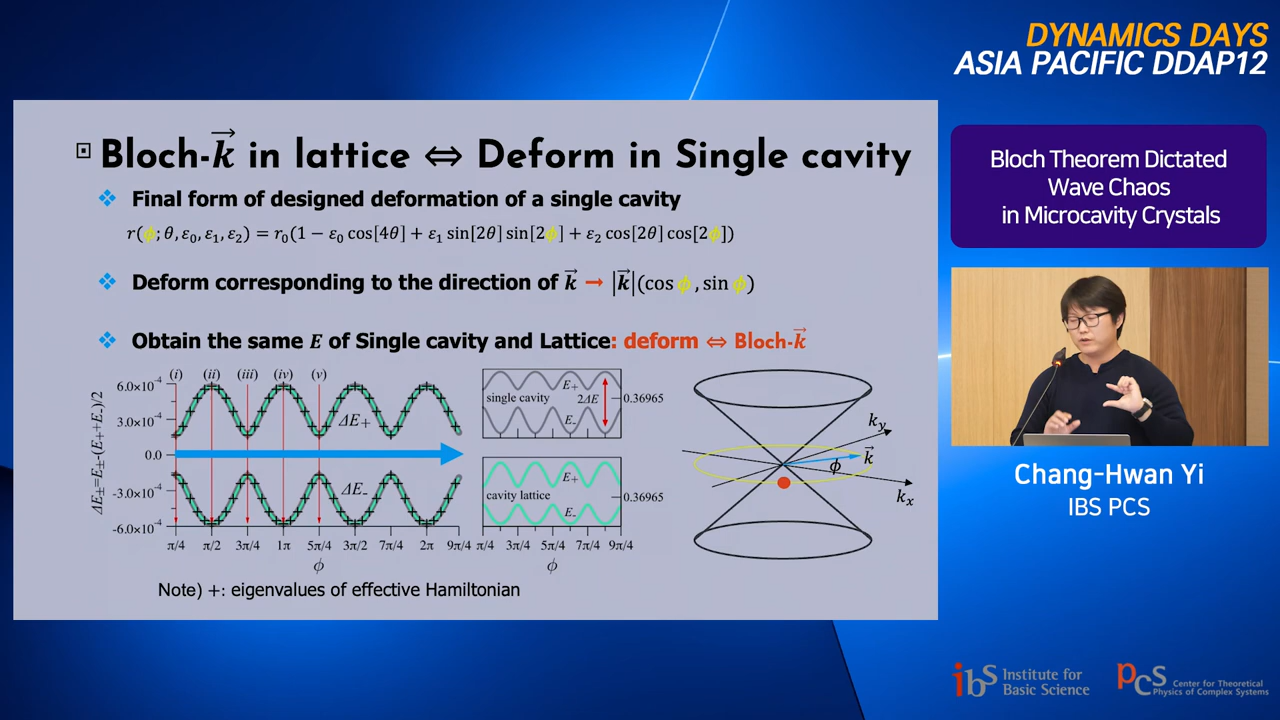 DYNAMICS DAYS
ASIA PACIFIC DDAP12
Bloch Theorem Dictated
Wave Chaos
in Microcavity Crystals
Chang-Hwan Yi
IBS PCS
Bloch-k⃗ in lattice ⇔ Deform in Single cavity
Final form of designed deformation of a single cavity
r(ϕ; θ, ε₀, ε₁, ε₂) = r₀(1 − ε₀ cos[4θ] + ε₁ sin[2θ] sin[2ϕ] + ε₂ cos[2θ] cos[2ϕ])
Deform corresponding to the direction of k⃗ → |k⃗|(cos ϕ, sin ϕ)
Obtain the same E of Single cavity and Lattice: deform ⇔ Bloch-k⃗
(i) (ii) (iii) (iv) (v)
ΔE±=E±-(E₊+E₋)/2
6.0×10⁻⁴
3.0×10⁻⁴
0.0
-3.0×10⁻⁴
-6.0×10⁻⁴
ΔE₊
ΔE₋
π/4 π/2 3π/4 1π 5π/4 3π/2 7π/4 2π 9π/4
ϕ
E₊
single cavity 2ΔE
E₋
0.36965
E₊
cavity lattice
E₋
0.36965
π/4 3π/4 5π/4 7π/4 9π/4
ϕ
k_y
k⃗
ϕ
k_x
Note) +: eigenvalues of effective Hamiltonian
ibs Institute for
Basic Science
pcs Center for Theoretical
Physics of Complex Systems